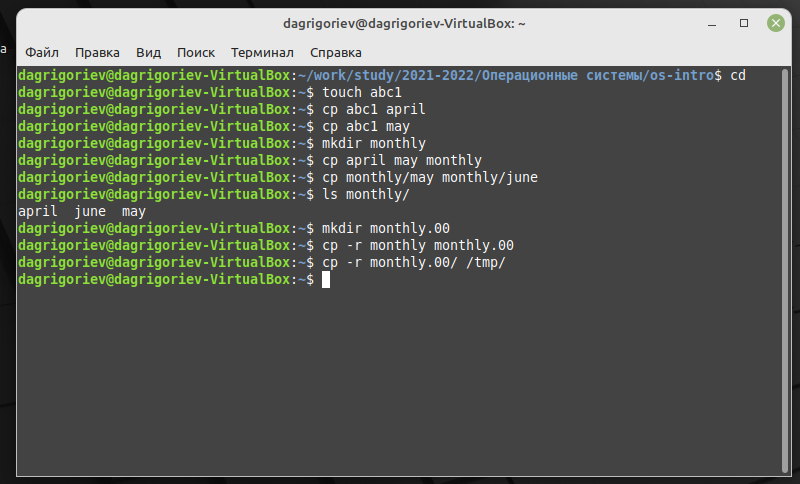 dagrigoriev@dagrigoriev-VirtualBox: ~
а
Файл Правка Вид Поиск Терминал Справка
dagrigoriev@dagrigoriev-VirtualBox:~/work/study/2021-2022/Операционные системы/os-intro$ cd
dagrigoriev@dagrigoriev-VirtualBox:~$ touch abc1
dagrigoriev@dagrigoriev-VirtualBox:~$ cp abc1 april
dagrigoriev@dagrigoriev-VirtualBox:~$ cp abc1 may
dagrigoriev@dagrigoriev-VirtualBox:~$ mkdir monthly
dagrigoriev@dagrigoriev-VirtualBox:~$ cp april may monthly
dagrigoriev@dagrigoriev-VirtualBox:~$ cp monthly/may monthly/june
dagrigoriev@dagrigoriev-VirtualBox:~$ ls monthly/
april  june  may
dagrigoriev@dagrigoriev-VirtualBox:~$ mkdir monthly.00
dagrigoriev@dagrigoriev-VirtualBox:~$ cp -r monthly monthly.00
dagrigoriev@dagrigoriev-VirtualBox:~$ cp -r monthly.00/ /tmp/
dagrigoriev@dagrigoriev-VirtualBox:~$